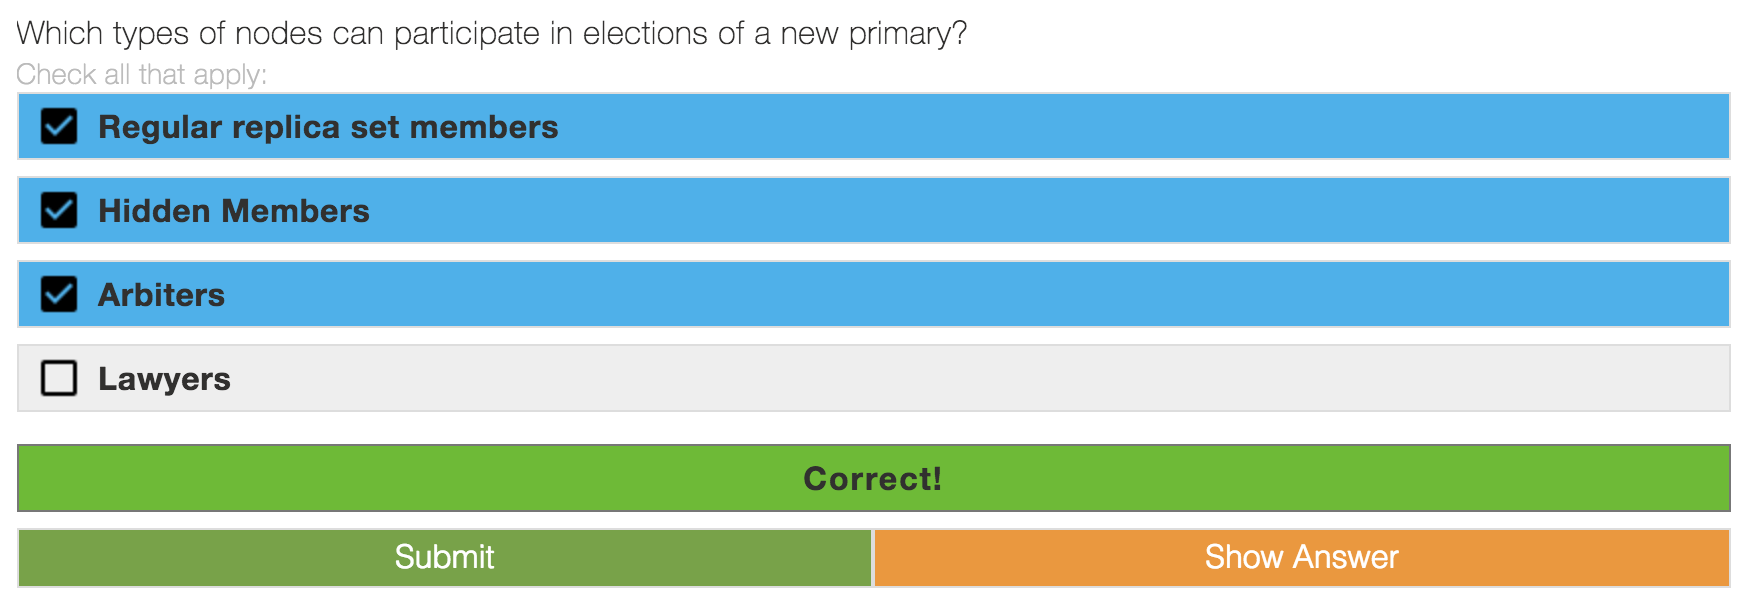 Which types of nodes can participate in elections of a new primary?
Check all that apply:
Regular replica set members
Hidden Members
Arbiters
Lawyers
Correct!
Submit
Show Answer